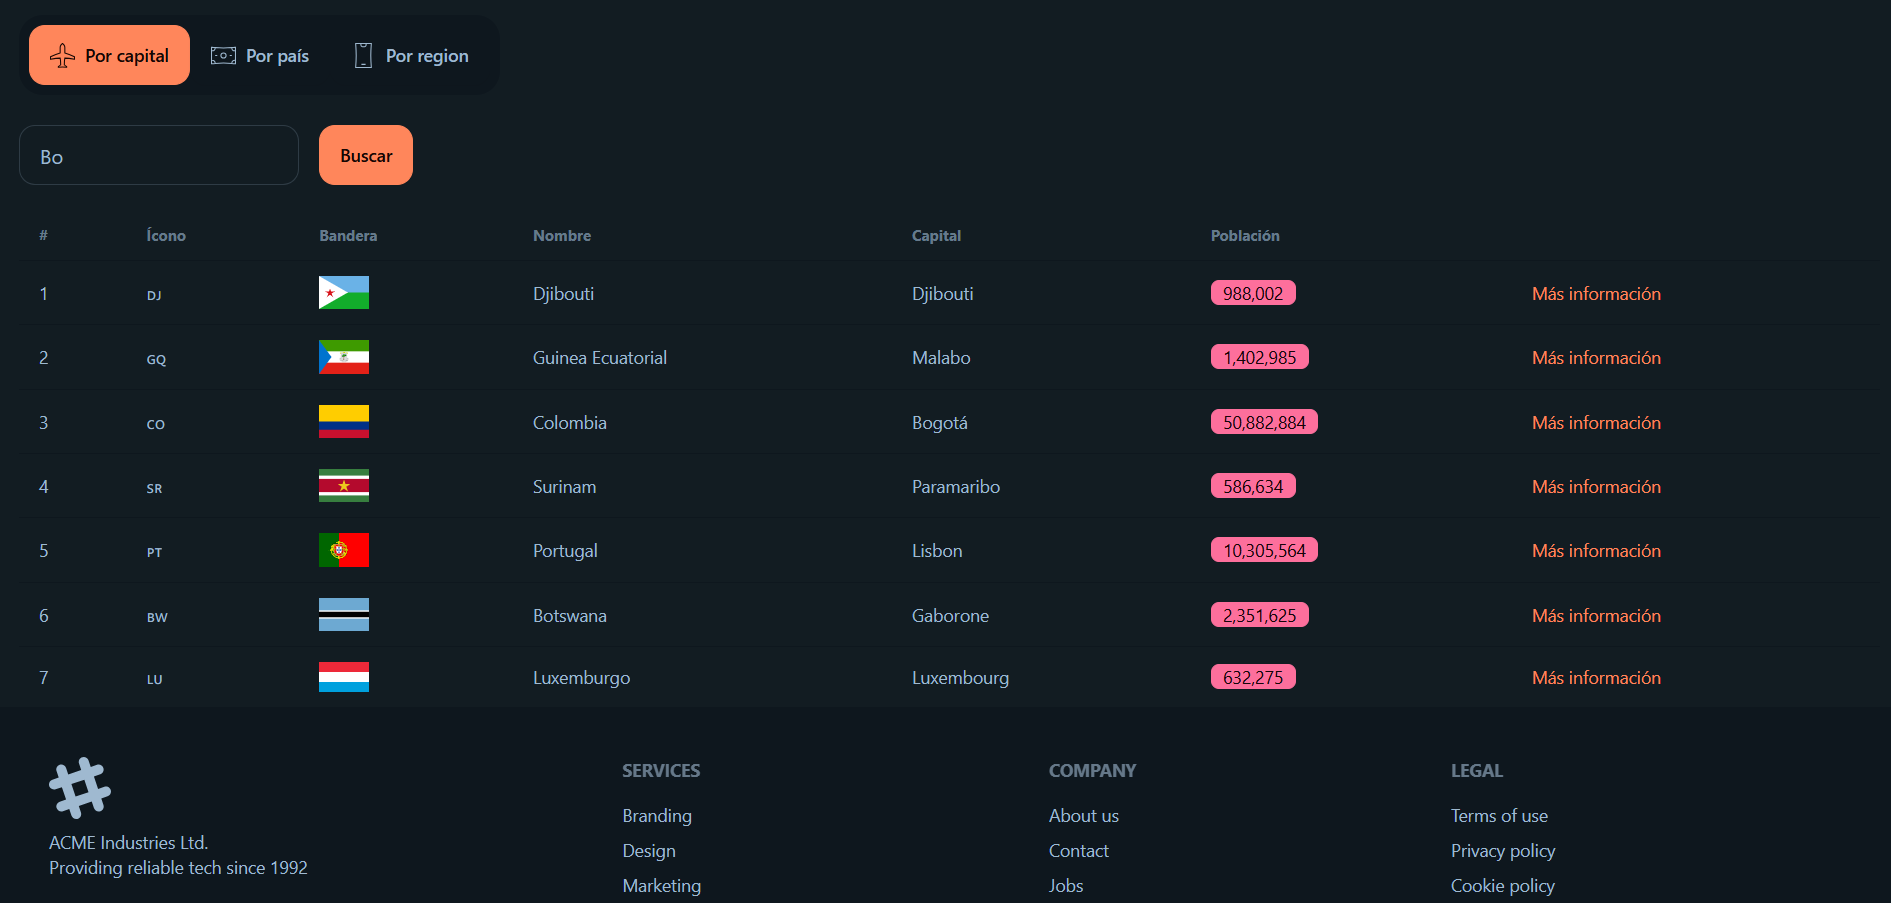 Por capital Por país Por region
Bo Buscar
# Ícono Bandera Nombre Capital Población
1 DJ Djibouti Djibouti 988,002 Más información
2 GQ Guinea Ecuatorial Malabo 1,402,985 Más información
3 CO Colombia Bogotá 50,882,884 Más información
4 SR Surinam Paramaribo 586,634 Más información
5 PT Portugal Lisbon 10,305,564 Más información
6 BW Botswana Gaborone 2,351,625 Más información
7 LU Luxemburgo Luxembourg 632,275 Más información
ACME Industries Ltd.
Providing reliable tech since 1992
SERVICES
Branding
Design
Marketing
COMPANY
About us
Contact
Jobs
LEGAL
Terms of use
Privacy policy
Cookie policy